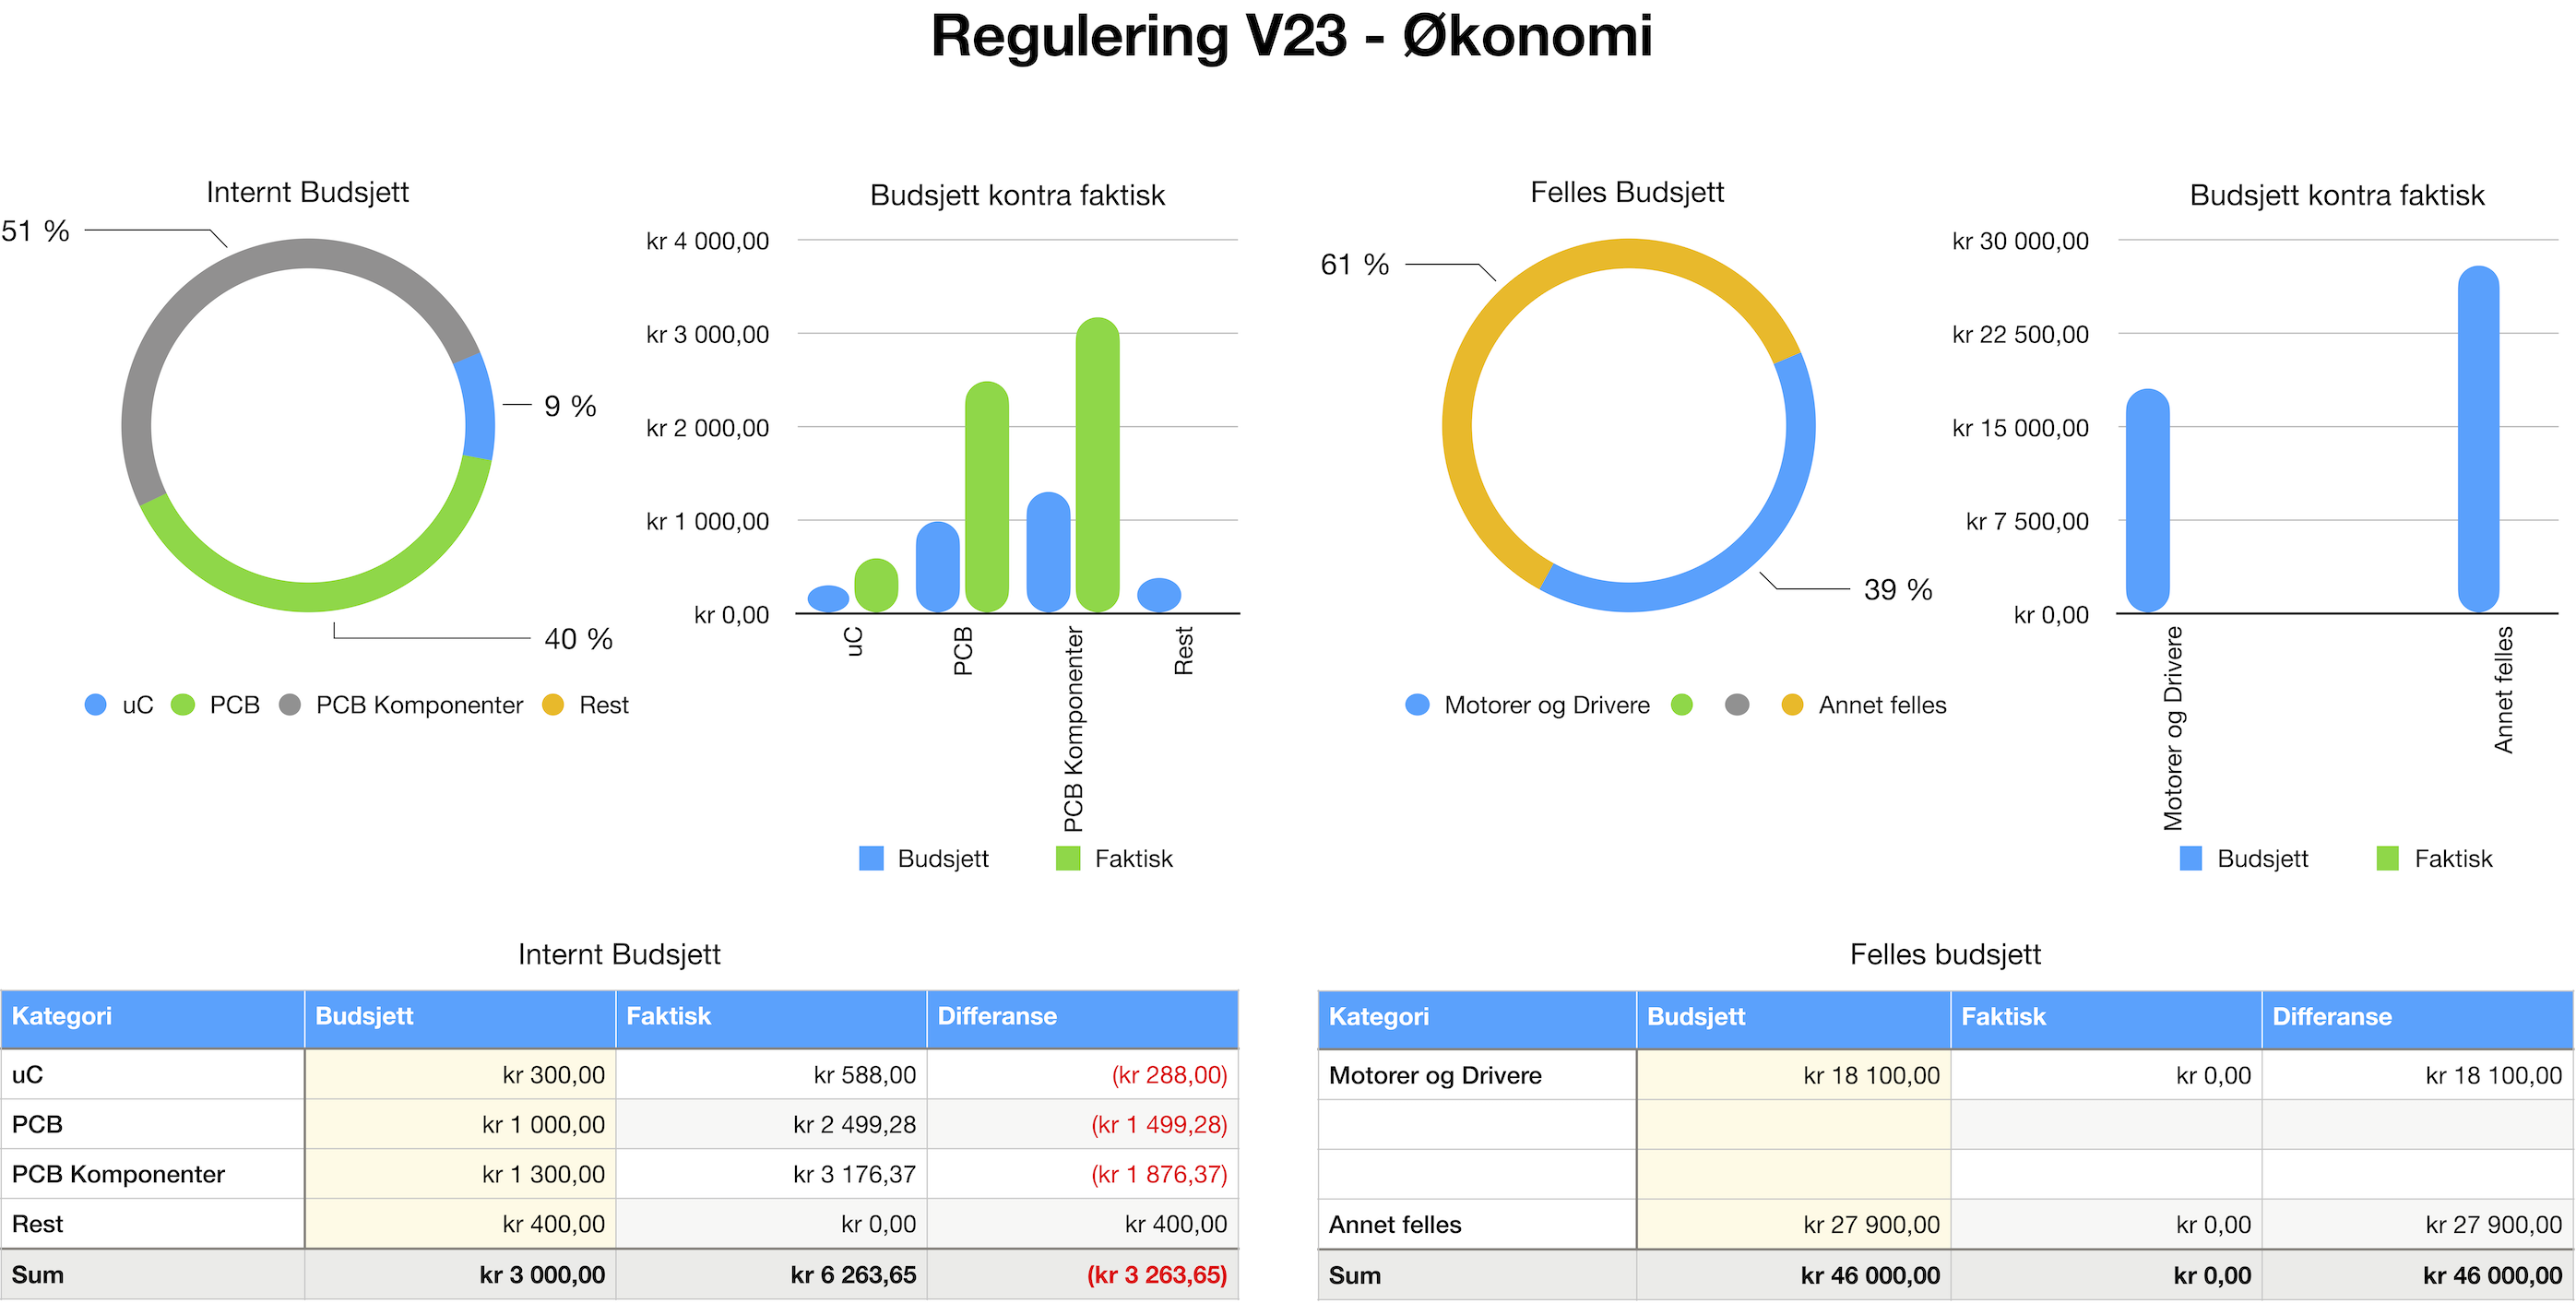 Regulering V23 - Økonomi
Internt Budsjett
51 %
9 %
40 %
uC PCB PCB Komponenter Rest
Budsjett kontra faktisk
kr 4 000,00
kr 3 000,00
kr 2 000,00
kr 1 000,00
kr 0,00
uC
PCB
PCB Komponenter
Rest
Budsjett Faktisk
Felles Budsjett
61 %
39 %
Motorer og Drivere Annet felles
Budsjett kontra faktisk
kr 30 000,00
kr 22 500,00
kr 15 000,00
kr 7 500,00
kr 0,00
Motorer og Drivere
Annet felles
Budsjett Faktisk
Internt Budsjett
Kategori Budsjett Faktisk Differanse
uC kr 300,00 kr 588,00 (kr 288,00)
PCB kr 1 000,00 kr 2 499,28 (kr 1 499,28)
PCB Komponenter kr 1 300,00 kr 3 176,37 (kr 1 876,37)
Rest kr 400,00 kr 0,00 kr 400,00
Sum kr 3 000,00 kr 6 263,65 (kr 3 263,65)
Felles budsjett
Kategori Budsjett Faktisk Differanse
Motorer og Drivere kr 18 100,00 kr 0,00 kr 18 100,00
Annet felles kr 27 900,00 kr 0,00 kr 27 900,00
Sum kr 46 000,00 kr 0,00 kr 46 000,00